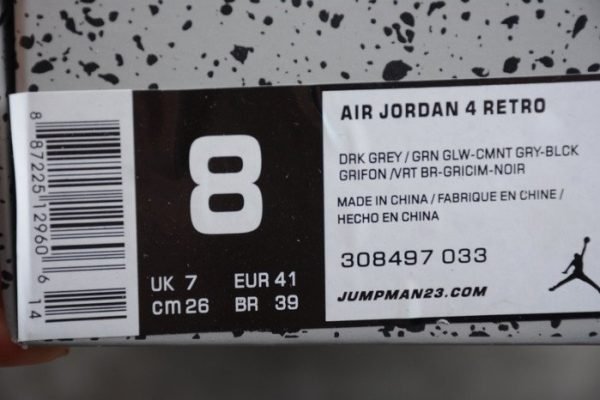 8 87225 12960 6
14
8
UK 7 EUR 41
cm 26 BR 39
AIR JORDAN 4 RETRO
DRK GREY / GRN GLW-CMNT GRY-BLCK
GRIFON /VRT BR-GRICIM-NOIR
MADE IN CHINA / FABRIQUE EN CHINE /
HECHO EN CHINA
308497 033
JUMPMAN23.COM